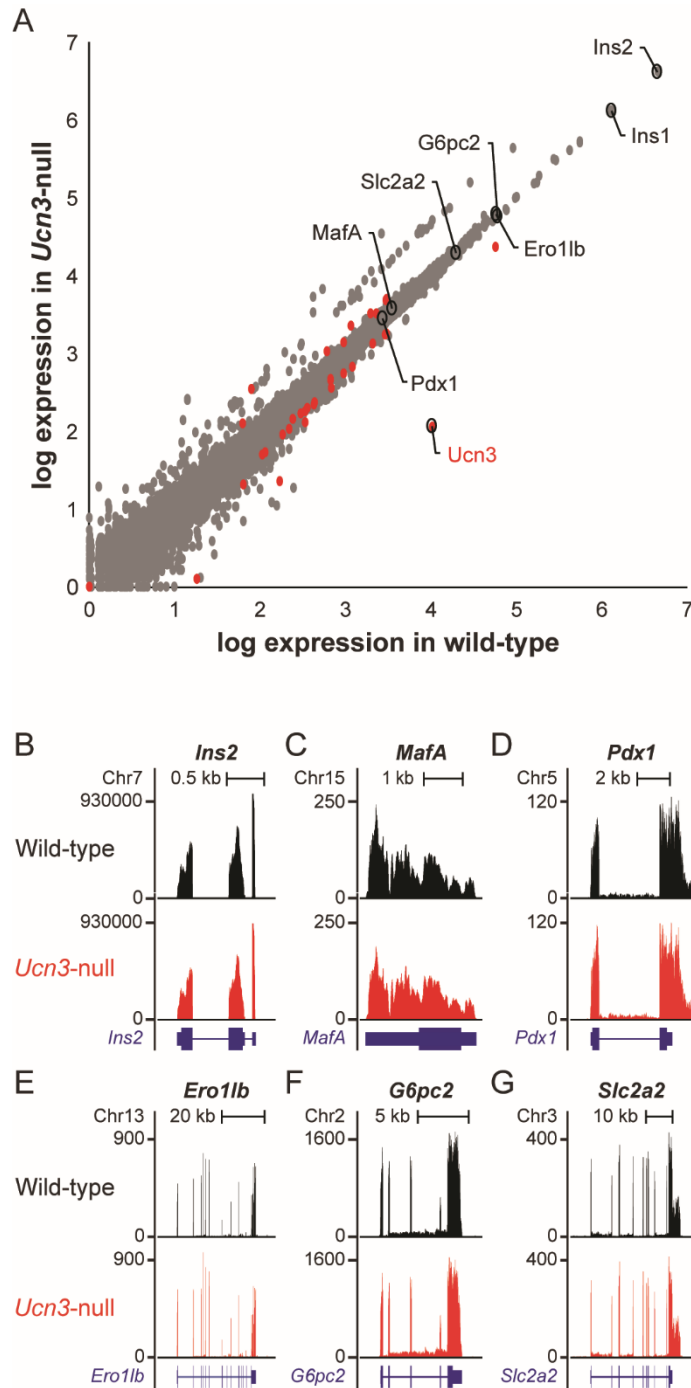 A
7
6
5
4
3
2
1
0
log expression in Ucn3-null
Ins2
Ins1
G6pc2
Slc2a2
MafA
Ero1lb
Pdx1
Ucn3
0 1 2 3 4 5 6 7
log expression in wild-type
B Ins2
Chr7 0.5 kb
930000
Wild-type
0
930000
Ucn3-null
0
Ins2
C MafA
Chr15 1 kb
250
0
250
0
MafA
D Pdx1
Chr5 2 kb
120
0
120
0
Pdx1
E Ero1lb
Chr13 20 kb
900
Wild-type
0
900
Ucn3-null
0
Ero1lb
F G6pc2
Chr2 5 kb
1600
0
1600
0
G6pc2
G Slc2a2
Chr3 10 kb
400
0
400
0
Slc2a2